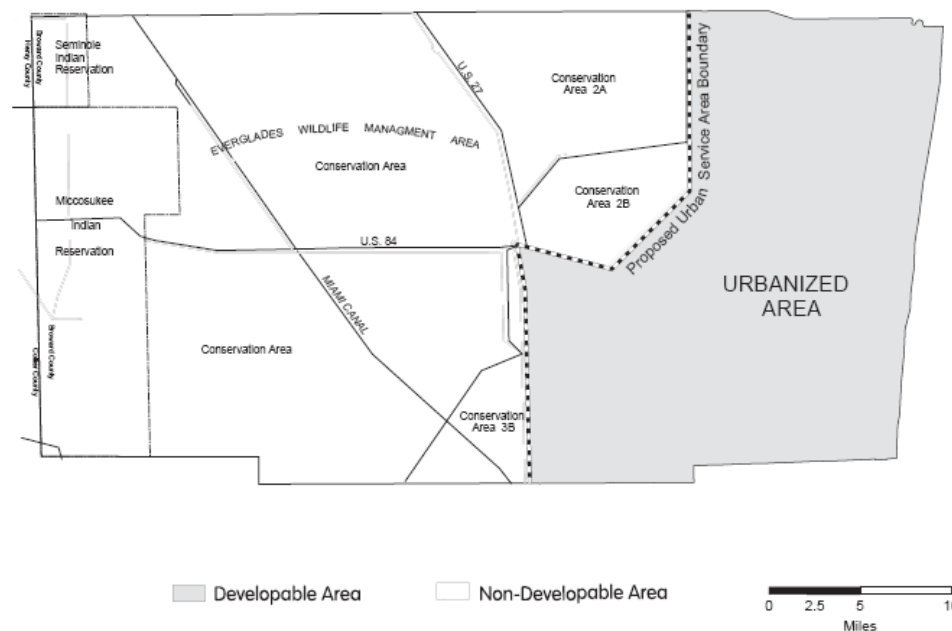 Seminole
Indian
Reservation
Broward County
Henry County
U.S. 27
Conservation
Area 2A
Proposed Urban Service Area Boundary
EVERGLADES WILDLIFE MANAGMENT AREA
Conservation Area
Conservation
Area 2B
Miccosukee
Indian
Reservation
U.S. 84
URBANIZED
AREA
MIAMI CANAL
Conservation Area
Broward County
Collier County
Conservation
Area 3B
Developable Area
Non-Developable Area
0 2.5 5 10
Miles